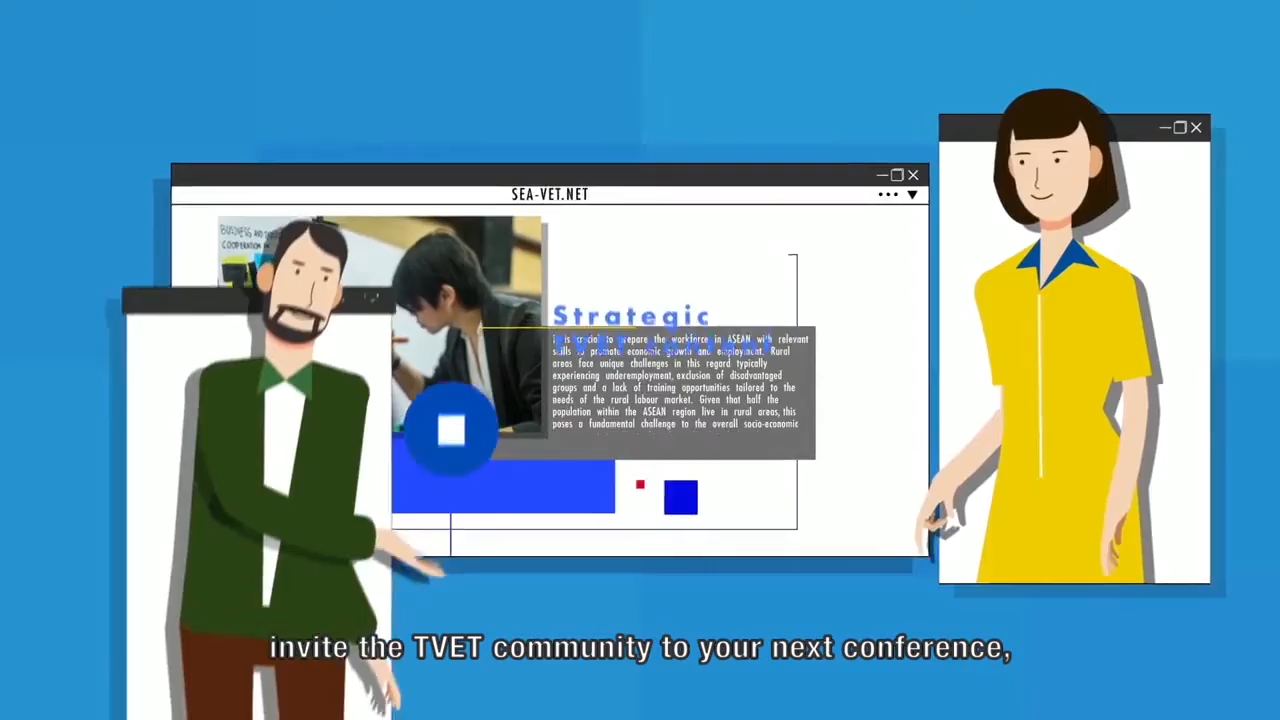 SEA-VET.NET
BUSINESS AND
COOPERATION
Strategic
It is crucial to prepare the workforce in ASEAN with relevant
skills to promote economic growth and employment. Rural
areas face unique challenges in this regard typically
experiencing underemployment, exclusion of disadvantaged
groups and a lack of training opportunities tailored to the
needs of the rural labour market. Given that half the
population within the ASEAN region live in rural areas, this
poses a fundamental challenge to the overall socio-economic
invite the TVET community to your next conference,